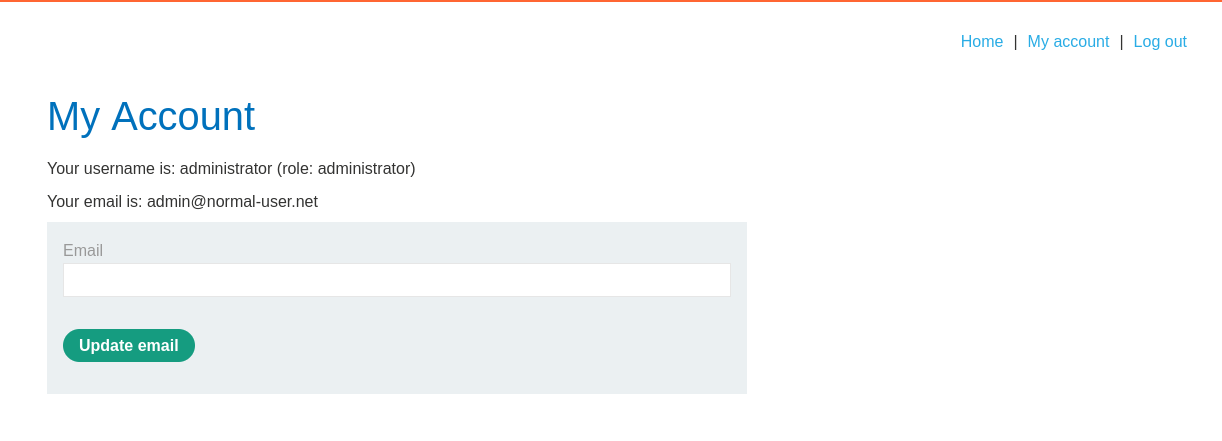 Home | My account | Log out
My Account
Your username is: administrator (role: administrator)
Your email is: admin@normal-user.net
Email
Update email